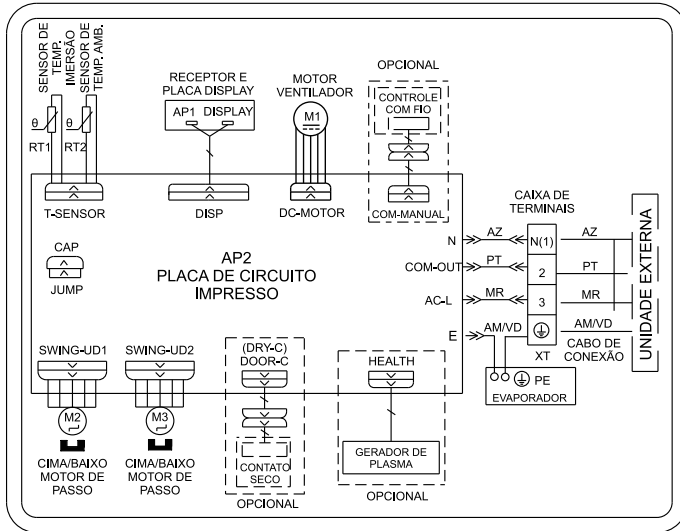 SENSOR DE
TEMP.
IMERSÃO
SENSOR DE
TEMP. AMB.
θ
RT1
θ
RT2
T-SENSOR
RECEPTOR E
PLACA DISPLAY
AP1 DISPLAY
DISP
MOTOR
VENTILADOR
M1
DC-MOTOR
OPCIONAL
CONTROLE
COM FIO
COM-MANUAL
CAP
JUMP
AP2
PLACA DE CIRCUITO
IMPRESSO
CAIXA DE
TERMINAIS
N AZ N(1) AZ
COM-OUT PT 2 PT
AC-L MR 3 MR
E AM/VD AM/VD
XT
CABO DE
CONEXÃO
UNIDADE EXTERNA
PE
EVAPORADOR
SWING-UD1
M2
CIMA/BAIXO
MOTOR DE
PASSO
SWING-UD2
M3
CIMA/BAIXO
MOTOR DE
PASSO
(DRY-C)
DOOR-C
CONTATO
SECO
OPCIONAL
HEALTH
GERADOR DE
PLASMA
OPCIONAL